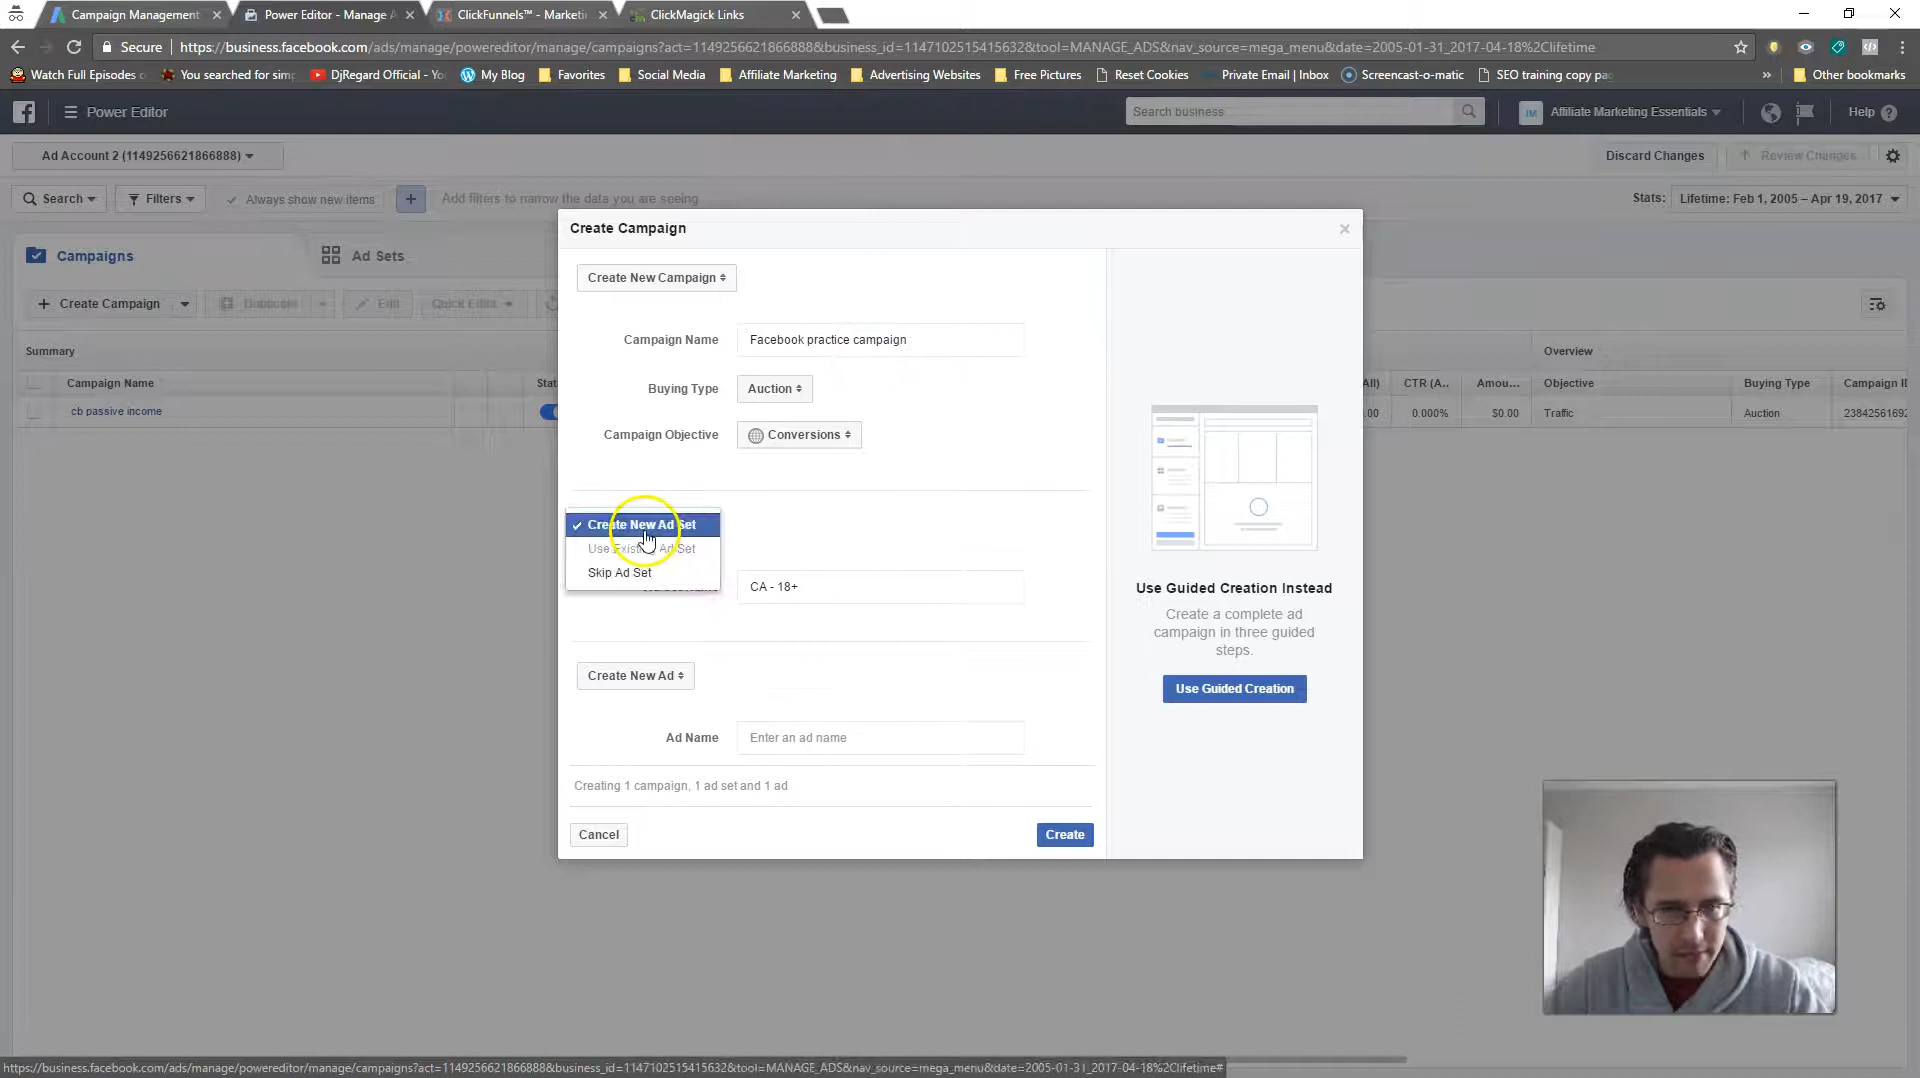 Campaign Management
Power Editor - Manage A
ClickFunnels™ - Marketi
ClickMagick Links
Secure
https://business.facebook.com/ads/manage/powereditor/manage/campaigns?act=1149256621866888&business_id=1147102515415632&tool=MANAGE_ADS&nav_source=mega_menu&date=2005-01-31_2017-04-18%2Clifetime
Watch Full Episodes o
You searched for simp
DjRegard Official - Yo
My Blog
Favorites
Social Media
Affiliate Marketing
Advertising Websites
Free Pictures
Reset Cookies
Private Email | Inbox
Screencast-o-matic
SEO training copy pag
»
Other bookmarks
Power Editor
Search business
IM
Affiliate Marketing Essentials
Help
Ad Account 2 (1149256621866888)
Discard Changes
Review Changes
Search
Filters
Always show new items
Add filters to narrow the data you are seeing
Stats:
Lifetime: Feb 1, 2005 – Apr 19, 2017
Create Campaign
Campaigns
Ad Sets
Create New Campaign
+ Create Campaign
Duplicate
Edit
Quick Edit
Campaign Name
Facebook practice campaign
Summary
Overview
Campaign Name
Stat
All)
CTR (A..
Amou...
Objective
Buying Type
Campaign ID
Buying Type
Auction
cb passive income
.00
0.000%
$0.00
Traffic
Auction
23842561692
Campaign Objective
Conversions
Create New Ad Set
Use Existing Ad Set
Skip Ad Set
CA - 18+
Use Guided Creation Instead
Create a complete ad
campaign in three guided
steps.
Use Guided Creation
Create New Ad
Ad Name
Enter an ad name
Creating 1 campaign, 1 ad set and 1 ad
Cancel
Create
https://business.facebook.com/ads/manage/powereditor/manage/campaigns?act=1149256621866888&business_id=1147102515415632&tool=MANAGE_ADS&nav_source=mega_menu&date=2005-01-31_2017-04-18%2Clifetime#